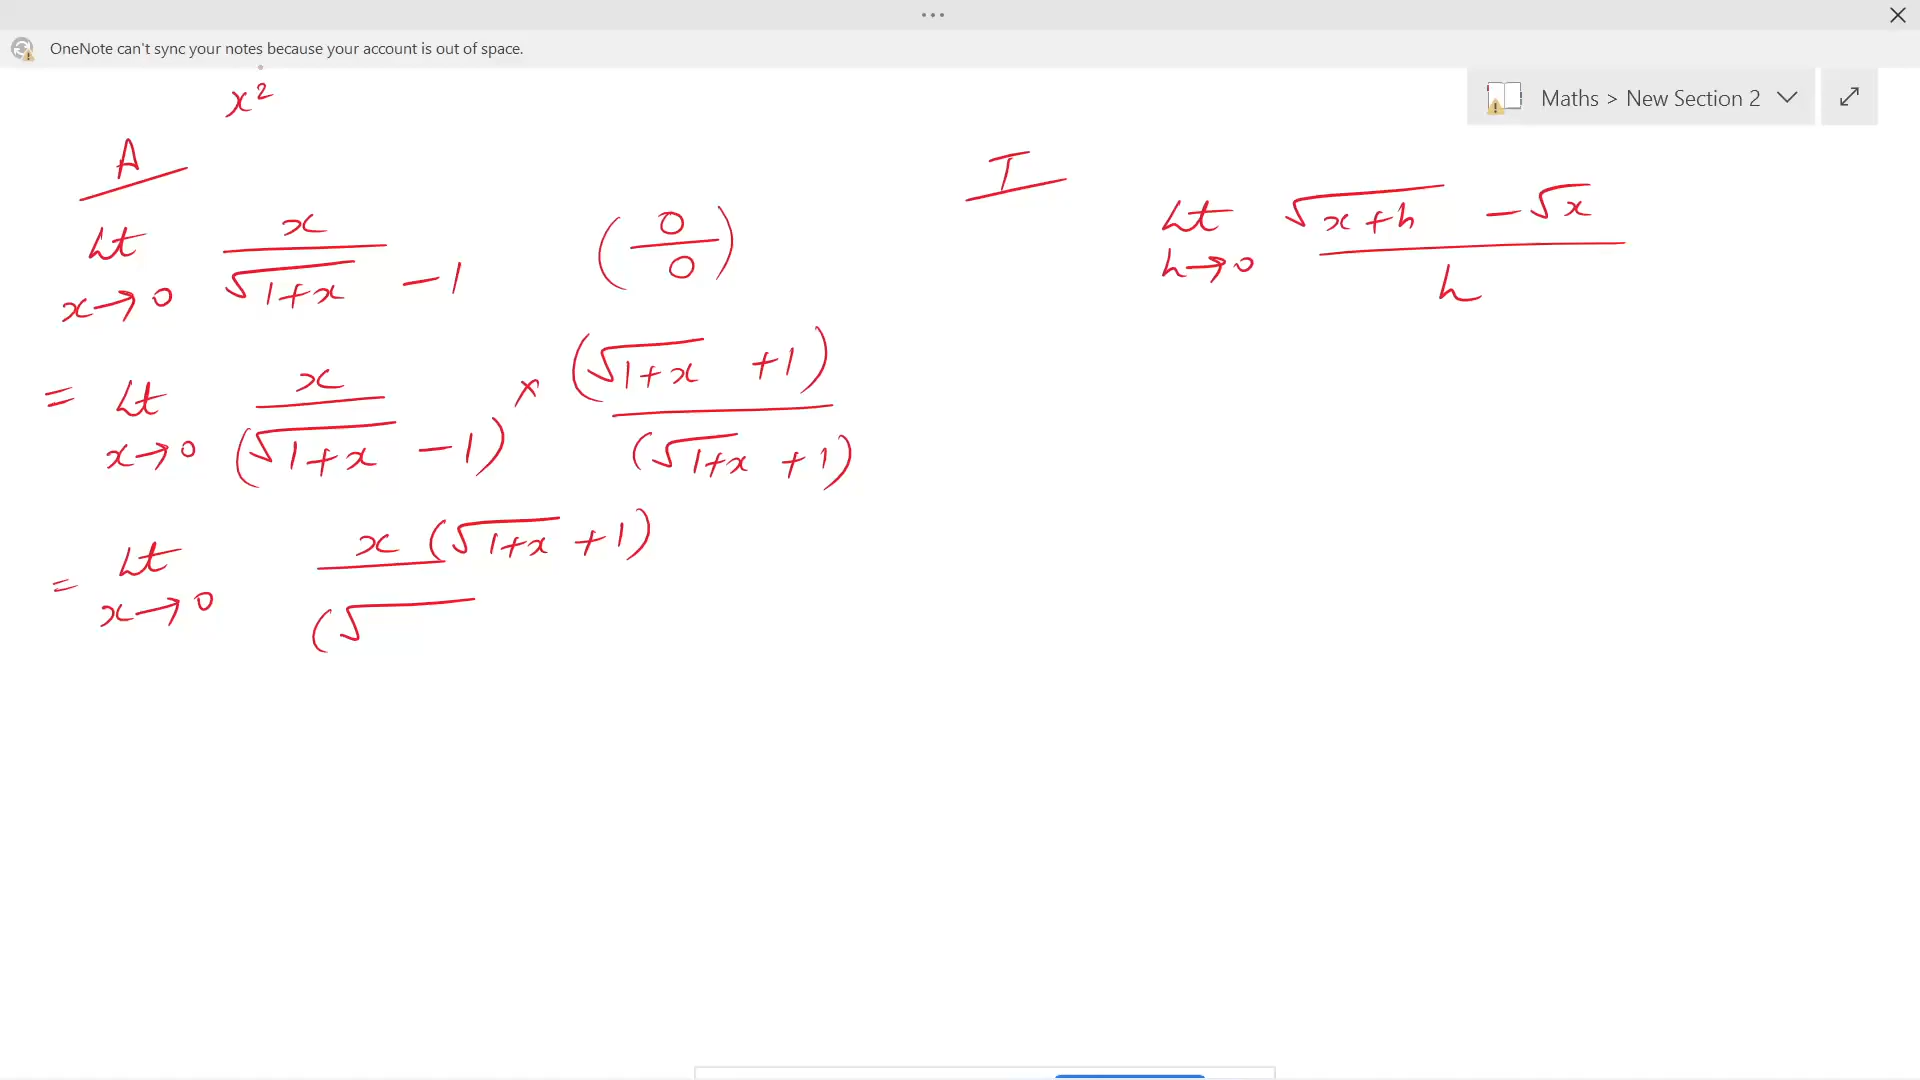 OneNote can't sync your notes because your account is out of space.
Maths > New Section 2
x²
A
Lt x→0 x / √(1+x) - 1 (0/0)
= Lt x→0 x / (√(1+x) - 1) × (√(1+x) + 1) / (√(1+x) + 1)
= Lt x→0 x (√(1+x) + 1) / (√
I
Lt h→0 √(x+h) - √x / h